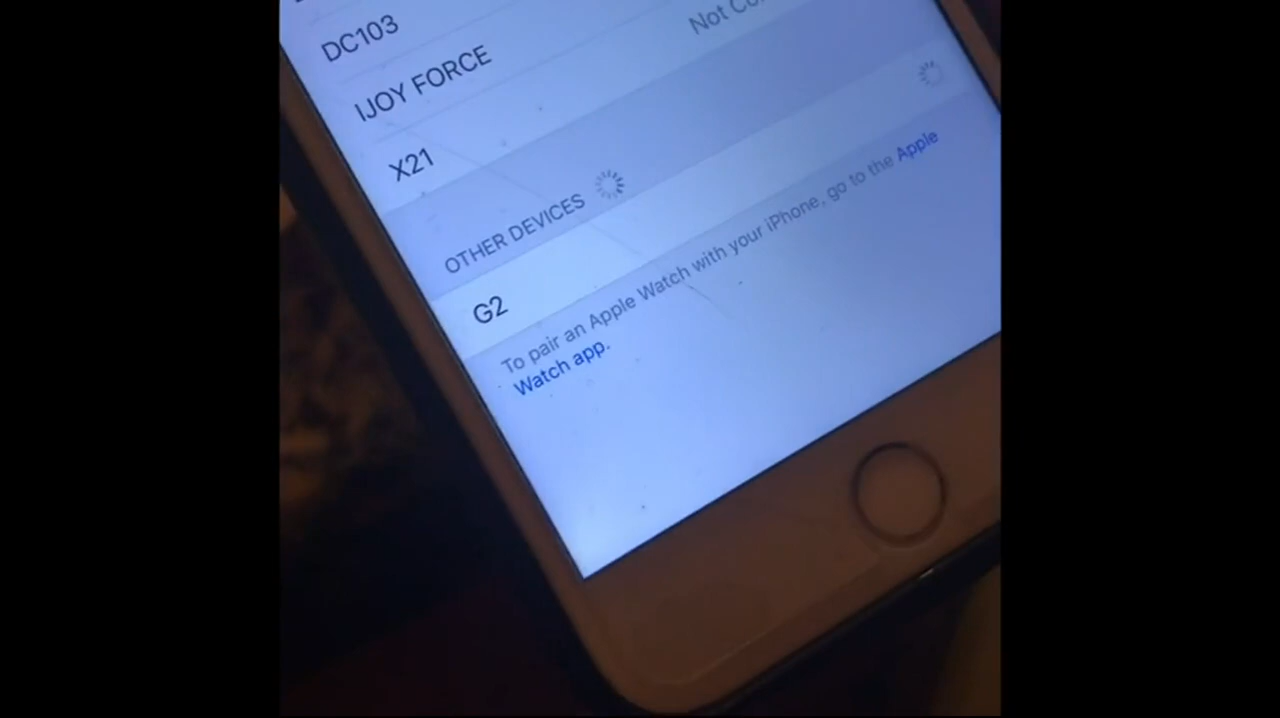 DC103
IJOY FORCE
Not
X21
OTHER DEVICES
G2
To pair an Apple Watch with your iPhone, go to the Apple
Watch app.